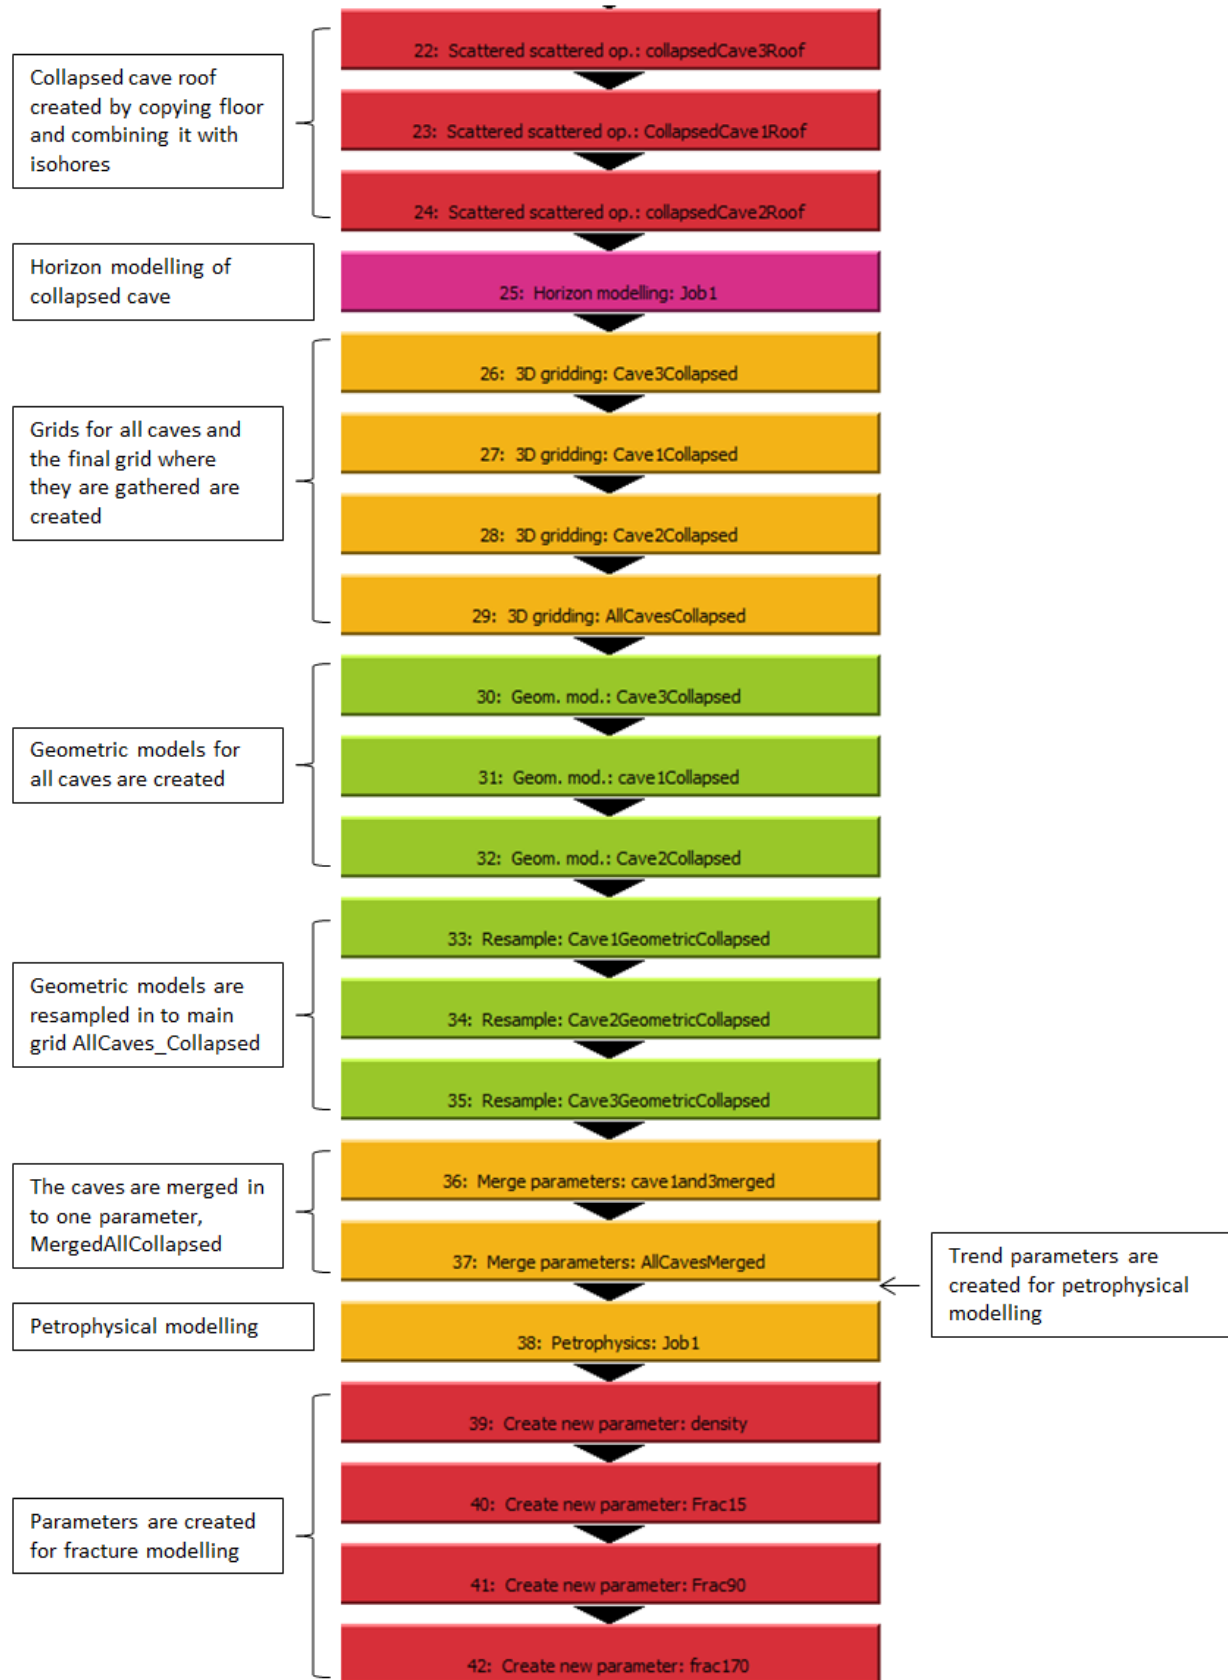 22: Scattered scattered op.: collapsedCave3Roof
Collapsed cave roof
created by copying floor
and combining it with
isohores
23: Scattered scattered op.: CollapsedCave1Roof
24: Scattered scattered op.: collapsedCave2Roof
Horizon modelling of
collapsed cave
25: Horizon modelling: Job1
26: 3D gridding: Cave3Collapsed
Grids for all caves and
the final grid where
they are gathered are
created
27: 3D gridding: Cave1Collapsed
28: 3D gridding: Cave2Collapsed
29: 3D gridding: AllCavesCollapsed
30: Geom. mod.: Cave3Collapsed
Geometric models for
all caves are created
31: Geom. mod.: cave1Collapsed
32: Geom. mod.: Cave2Collapsed
33: Resample: Cave1GeometricCollapsed
Geometric models are
resampled in to main
grid AllCaves_Collapsed
34: Resample: Cave2GeometricCollapsed
35: Resample: Cave3GeometricCollapsed
36: Merge parameters: cave1and3merged
The caves are merged in
to one parameter,
MergedAllCollapsed
37: Merge parameters: AllCavesMerged
Trend parameters are
created for petrophysical
modelling
Petrophysical modelling
38: Petrophysics: Job1
39: Create new parameter: density
40: Create new parameter: Frac15
Parameters are created
for fracture modelling
41: Create new parameter: Frac90
42: Create new parameter: frac170